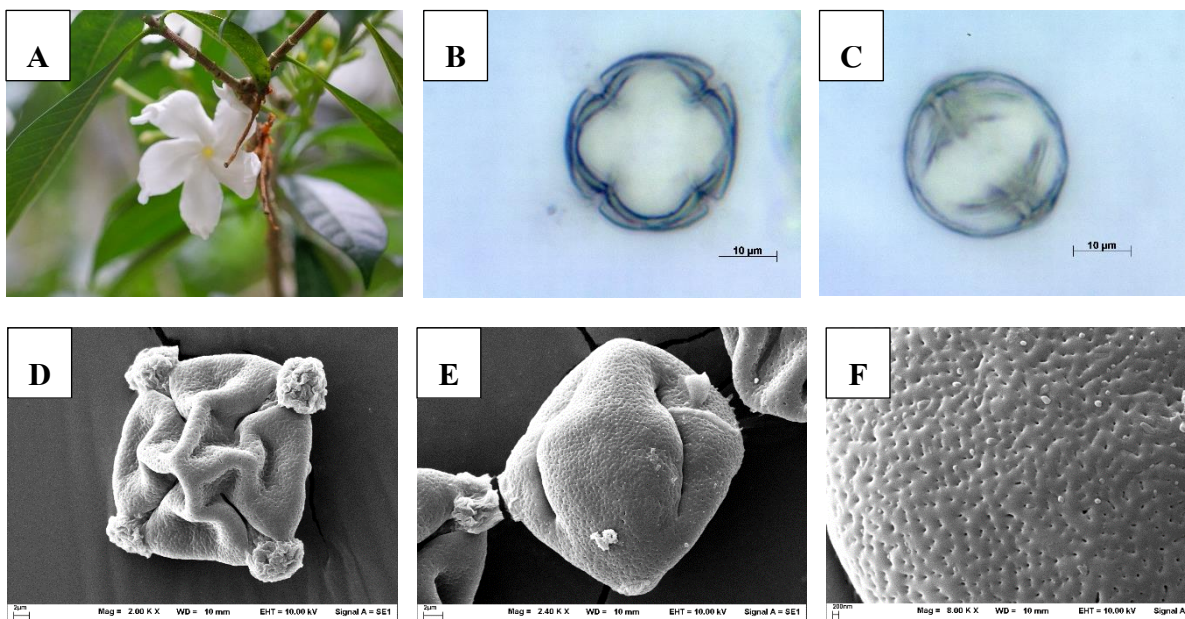 A
B
C
10 µm
10 µm
D
E
F
2µm
Mag = 2.00 K X WD = 10 mm EHT = 10.00 kV Signal A = SE1
2µm
Mag = 2.40 K X WD = 10 mm EHT = 10.00 kV Signal A = SE1
200nm
Mag = 8.00 K X WD = 10 mm EHT = 10.00 kV Signal A